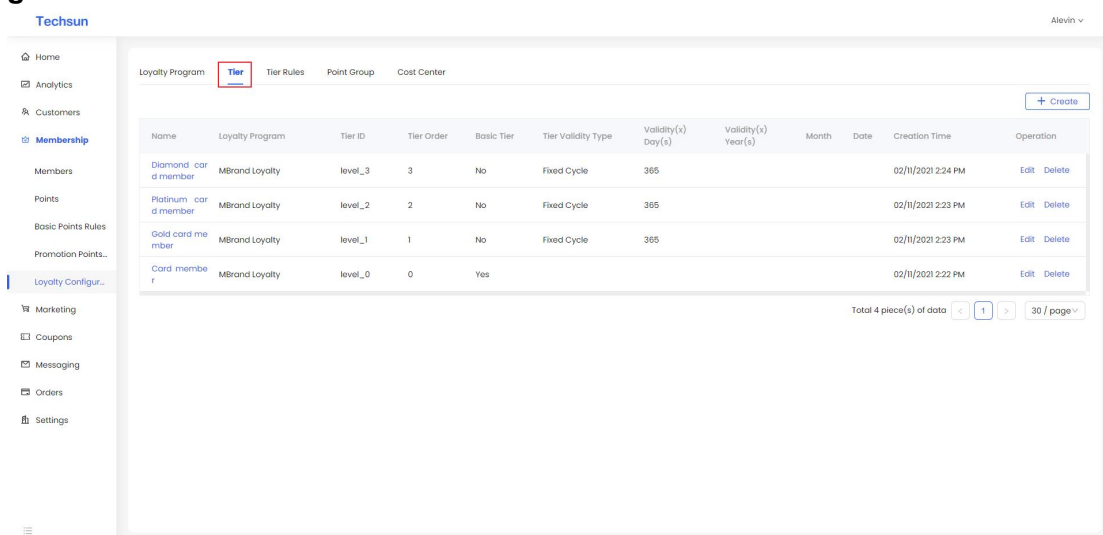 Techsun
Alevin
Home
Analytics
Customers
Membership
Members
Points
Basic Points Rules
Promotion Points...
Loyalty Configur...
Marketing
Coupons
Messaging
Orders
Settings
Loyalty Program Tier Tier Rules Point Group Cost Center
+ Create
Name Loyalty Program Tier ID Tier Order Basic Tier Tier Validity Type Validity(x) Day(s) Validity(x) Year(s) Month Date Creation Time Operation
Diamond car
d member MBrand Loyalty level_3 3 No Fixed Cycle 365 02/11/2021 2:24 PM Edit Delete
Platinum car
d member MBrand Loyalty level_2 2 No Fixed Cycle 365 02/11/2021 2:23 PM Edit Delete
Gold card me
mber MBrand Loyalty level_1 1 No Fixed Cycle 365 02/11/2021 2:23 PM Edit Delete
Card membe
r MBrand Loyalty level_0 0 Yes 02/11/2021 2:22 PM Edit Delete
Total 4 piece(s) of data < 1 > 30 / page